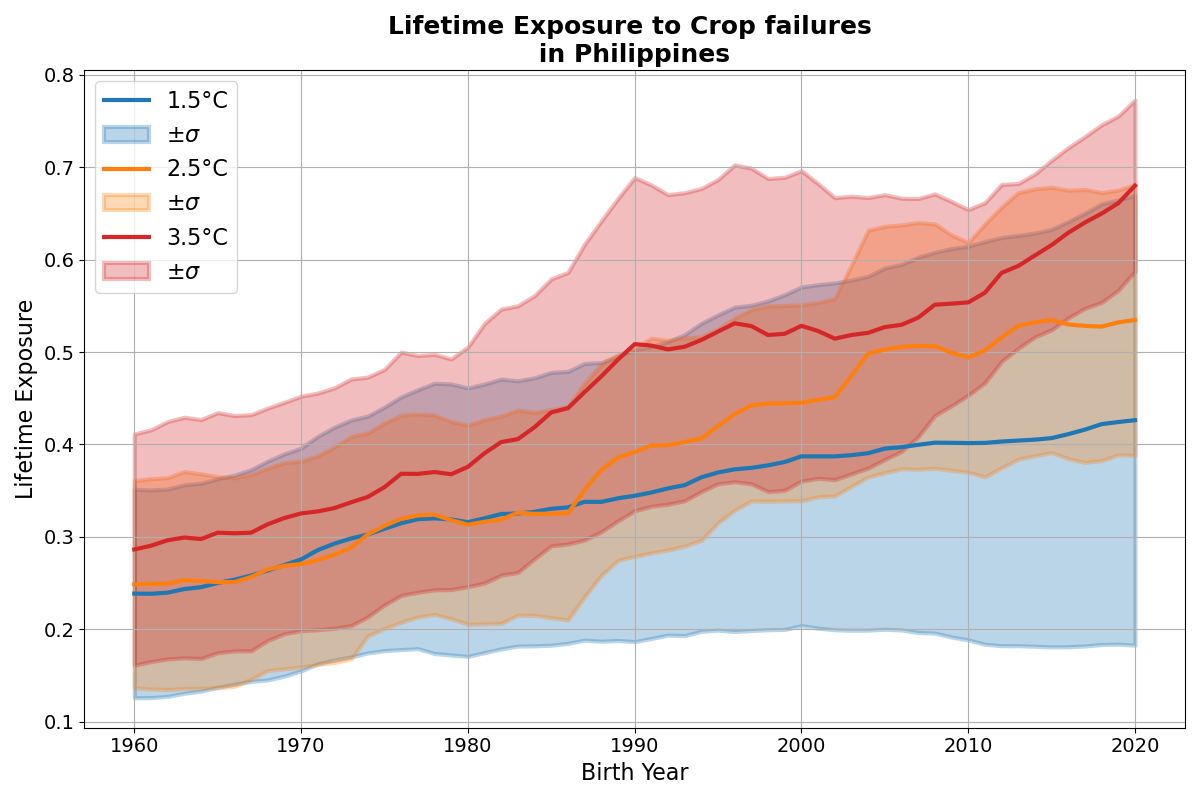 Lifetime Exposure to Crop failures
in Philippines
1.5°C
±σ
2.5°C
±σ
3.5°C
±σ
Lifetime Exposure
0.8
0.7
0.6
0.5
0.4
0.3
0.2
0.1
1960 1970 1980 1990 2000 2010 2020
Birth Year